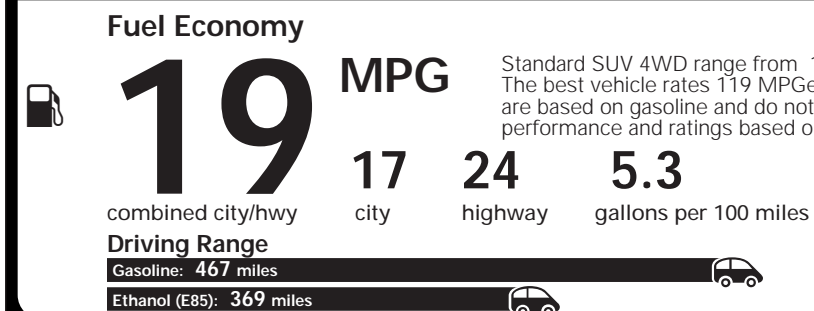 Fuel Economy
19 MPG
Standard SUV 4WD range from
The best vehicle rates 119 MPGe
are based on gasoline and do not
performance and ratings based
17 24 5.3
combined city/hwy city highway gallons per 100 miles
Driving Range
Gasoline: 467 miles
Ethanol (E85): 369 miles